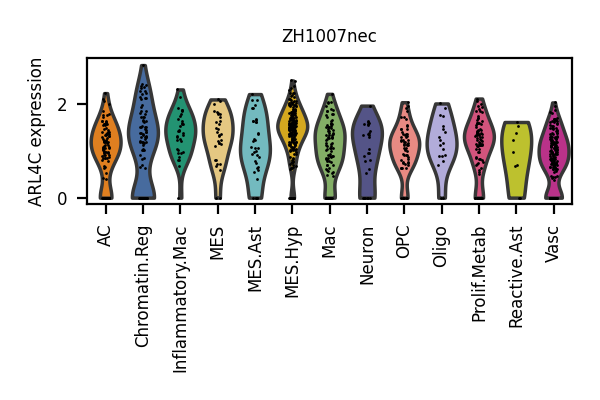 ZH1007nec
ARL4C expression
2
0
AC
Chromatin.Reg
Inflammatory.Mac
MES
MES.Ast
MES.Hyp
Mac
Neuron
OPC
Oligo
Prolif.Metab
Reactive.Ast
Vasc